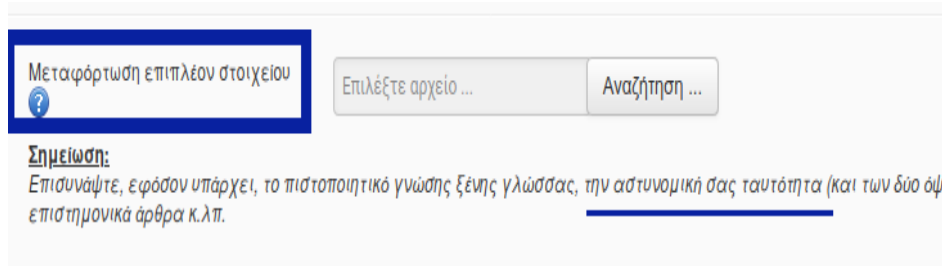 Μεταφόρτωση επιπλέον στοιχείου
?
Επιλέξτε αρχείο ... Αναζήτηση ...
Σημείωση:
Επισυνάψτε, εφόσον υπάρχει, το πιστοποιητικό γνώσης ξένης γλώσσας, την αστυνομική σας ταυτότητα (και των δύο
επιστημονικά άρθρα κ.λπ.